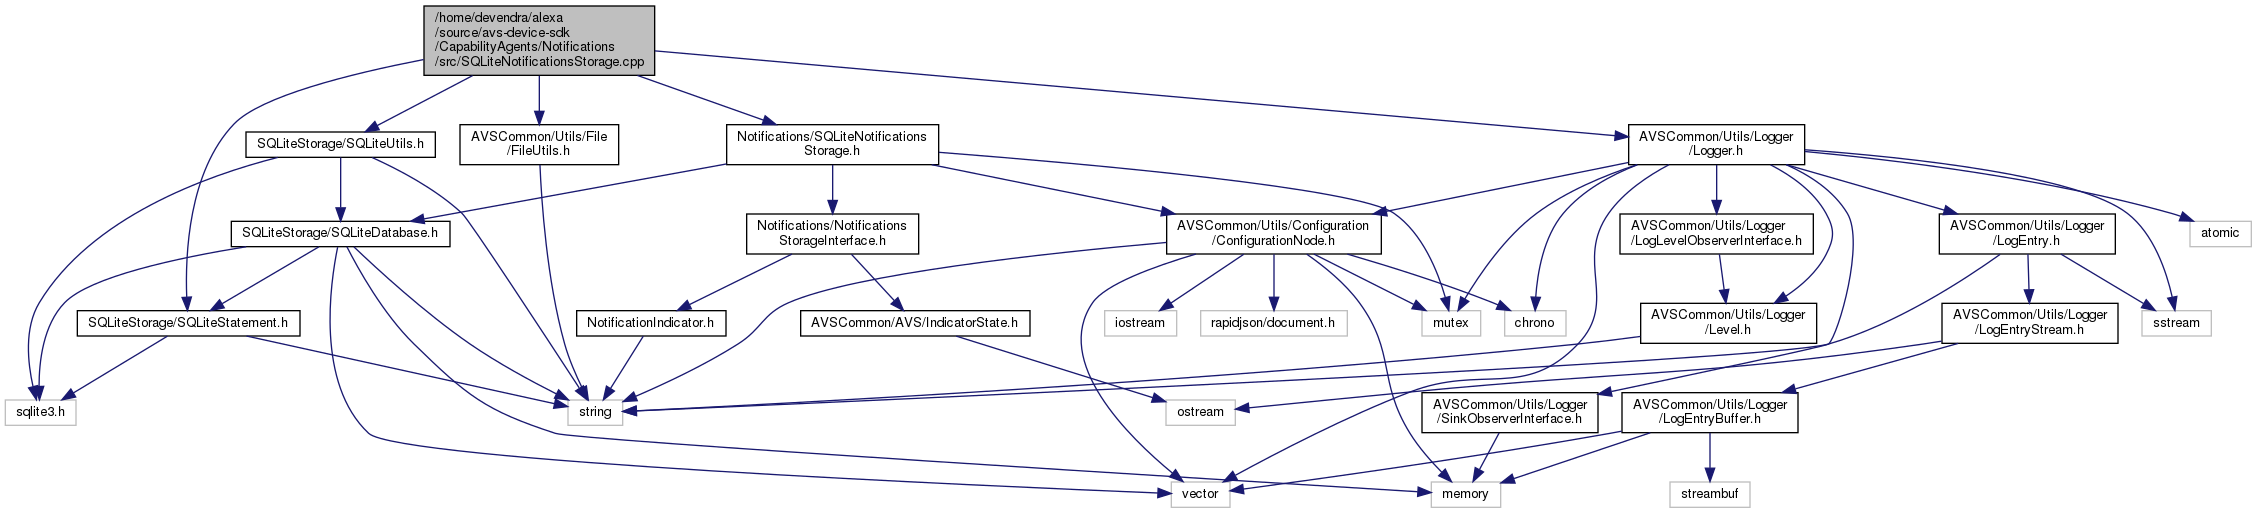 /home/devendra/alexa
/source/avs-device-sdk
/CapabilityAgents/Notifications
/src/SQLiteNotificationsStorage.cpp
SQLiteStorage/SQLiteUtils.h
AVSCommon/Utils/File
/FileUtils.h
Notifications/SQLiteNotifications
Storage.h
AVSCommon/Utils/Logger
/Logger.h
SQLiteStorage/SQLiteDatabase.h
Notifications/Notifications
StorageInterface.h
AVSCommon/Utils/Configuration
/ConfigurationNode.h
AVSCommon/Utils/Logger
/LogLevelObserverInterface.h
AVSCommon/Utils/Logger
/LogEntry.h
atomic
SQLiteStorage/SQLiteStatement.h
NotificationIndicator.h
AVSCommon/AVS/IndicatorState.h
iostream
rapidjson/document.h
mutex
chrono
AVSCommon/Utils/Logger
/Level.h
AVSCommon/Utils/Logger
/LogEntryStream.h
sstream
sqlite3.h
string
ostream
AVSCommon/Utils/Logger
/SinkObserverInterface.h
AVSCommon/Utils/Logger
/LogEntryBuffer.h
vector
memory
streambuf